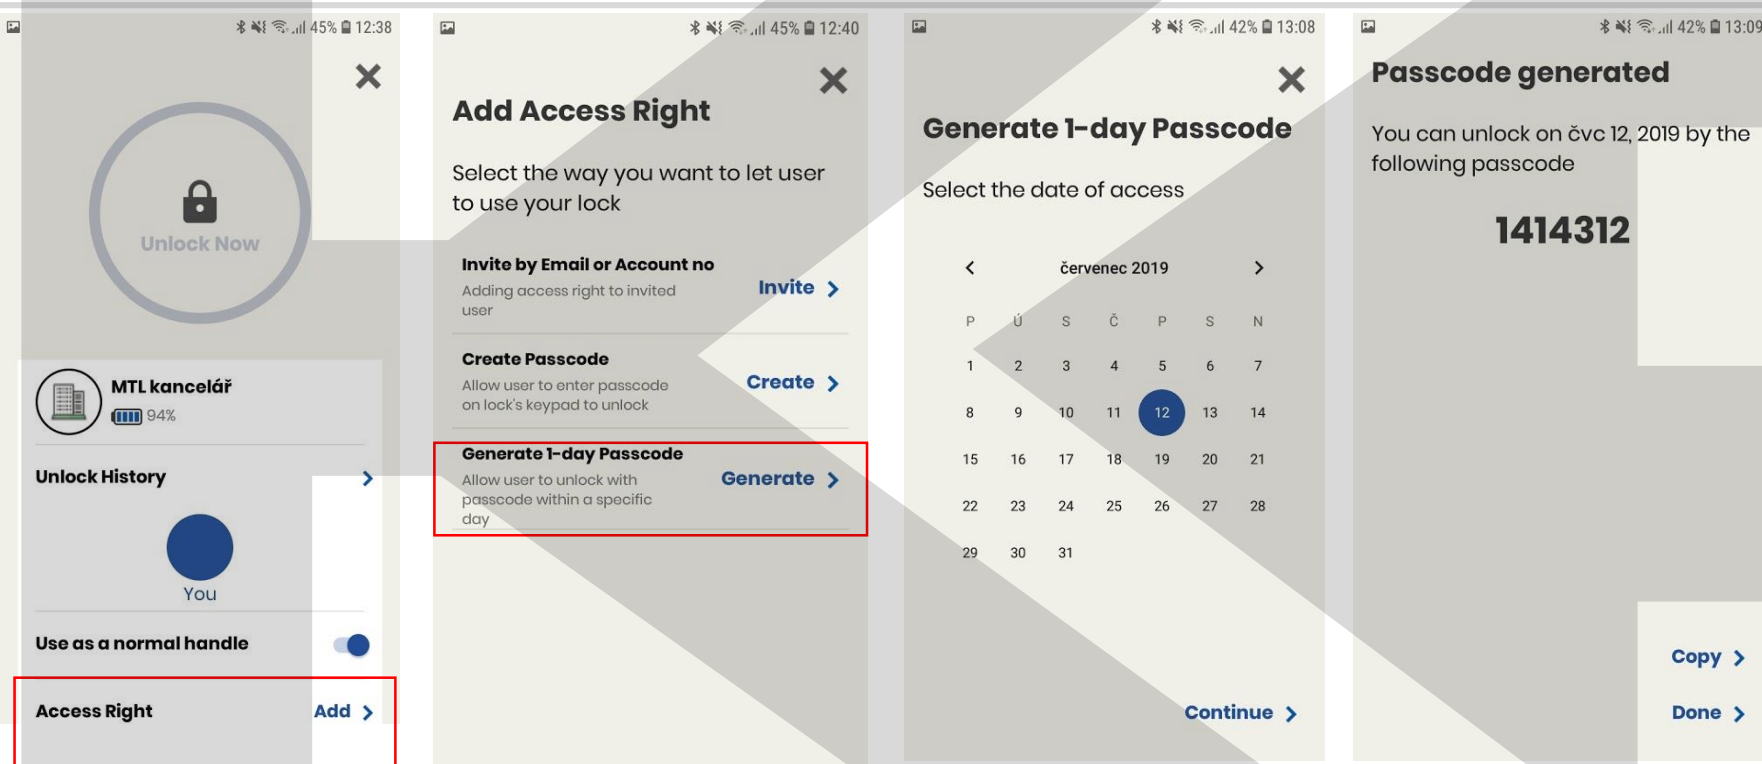 45% 12:38
Unlock Now
MTL kancelář
94%
Unlock History
You
Use as a normal handle
Access Right Add
45% 12:40
Add Access Right
Select the way you want to let user
to use your lock
Invite by Email or Account no
Adding access right to invited
user
Invite
Create Passcode
Allow user to enter passcode
on lock's keypad to unlock
Create
Generate 1-day Passcode
Allow user to unlock with
passcode within a specific
day
Generate
42% 13:08
Generate 1-day Passcode
Select the date of access
červenec 2019
P Ú S Č P S N
1 2 3 4 5 6 7
8 9 10 11 12 13 14
15 16 17 18 19 20 21
22 23 24 25 26 27 28
29 30 31
Continue
42% 13:09
Passcode generated
You can unlock on čvc 12, 2019 by the
following passcode
1414312
Copy
Done